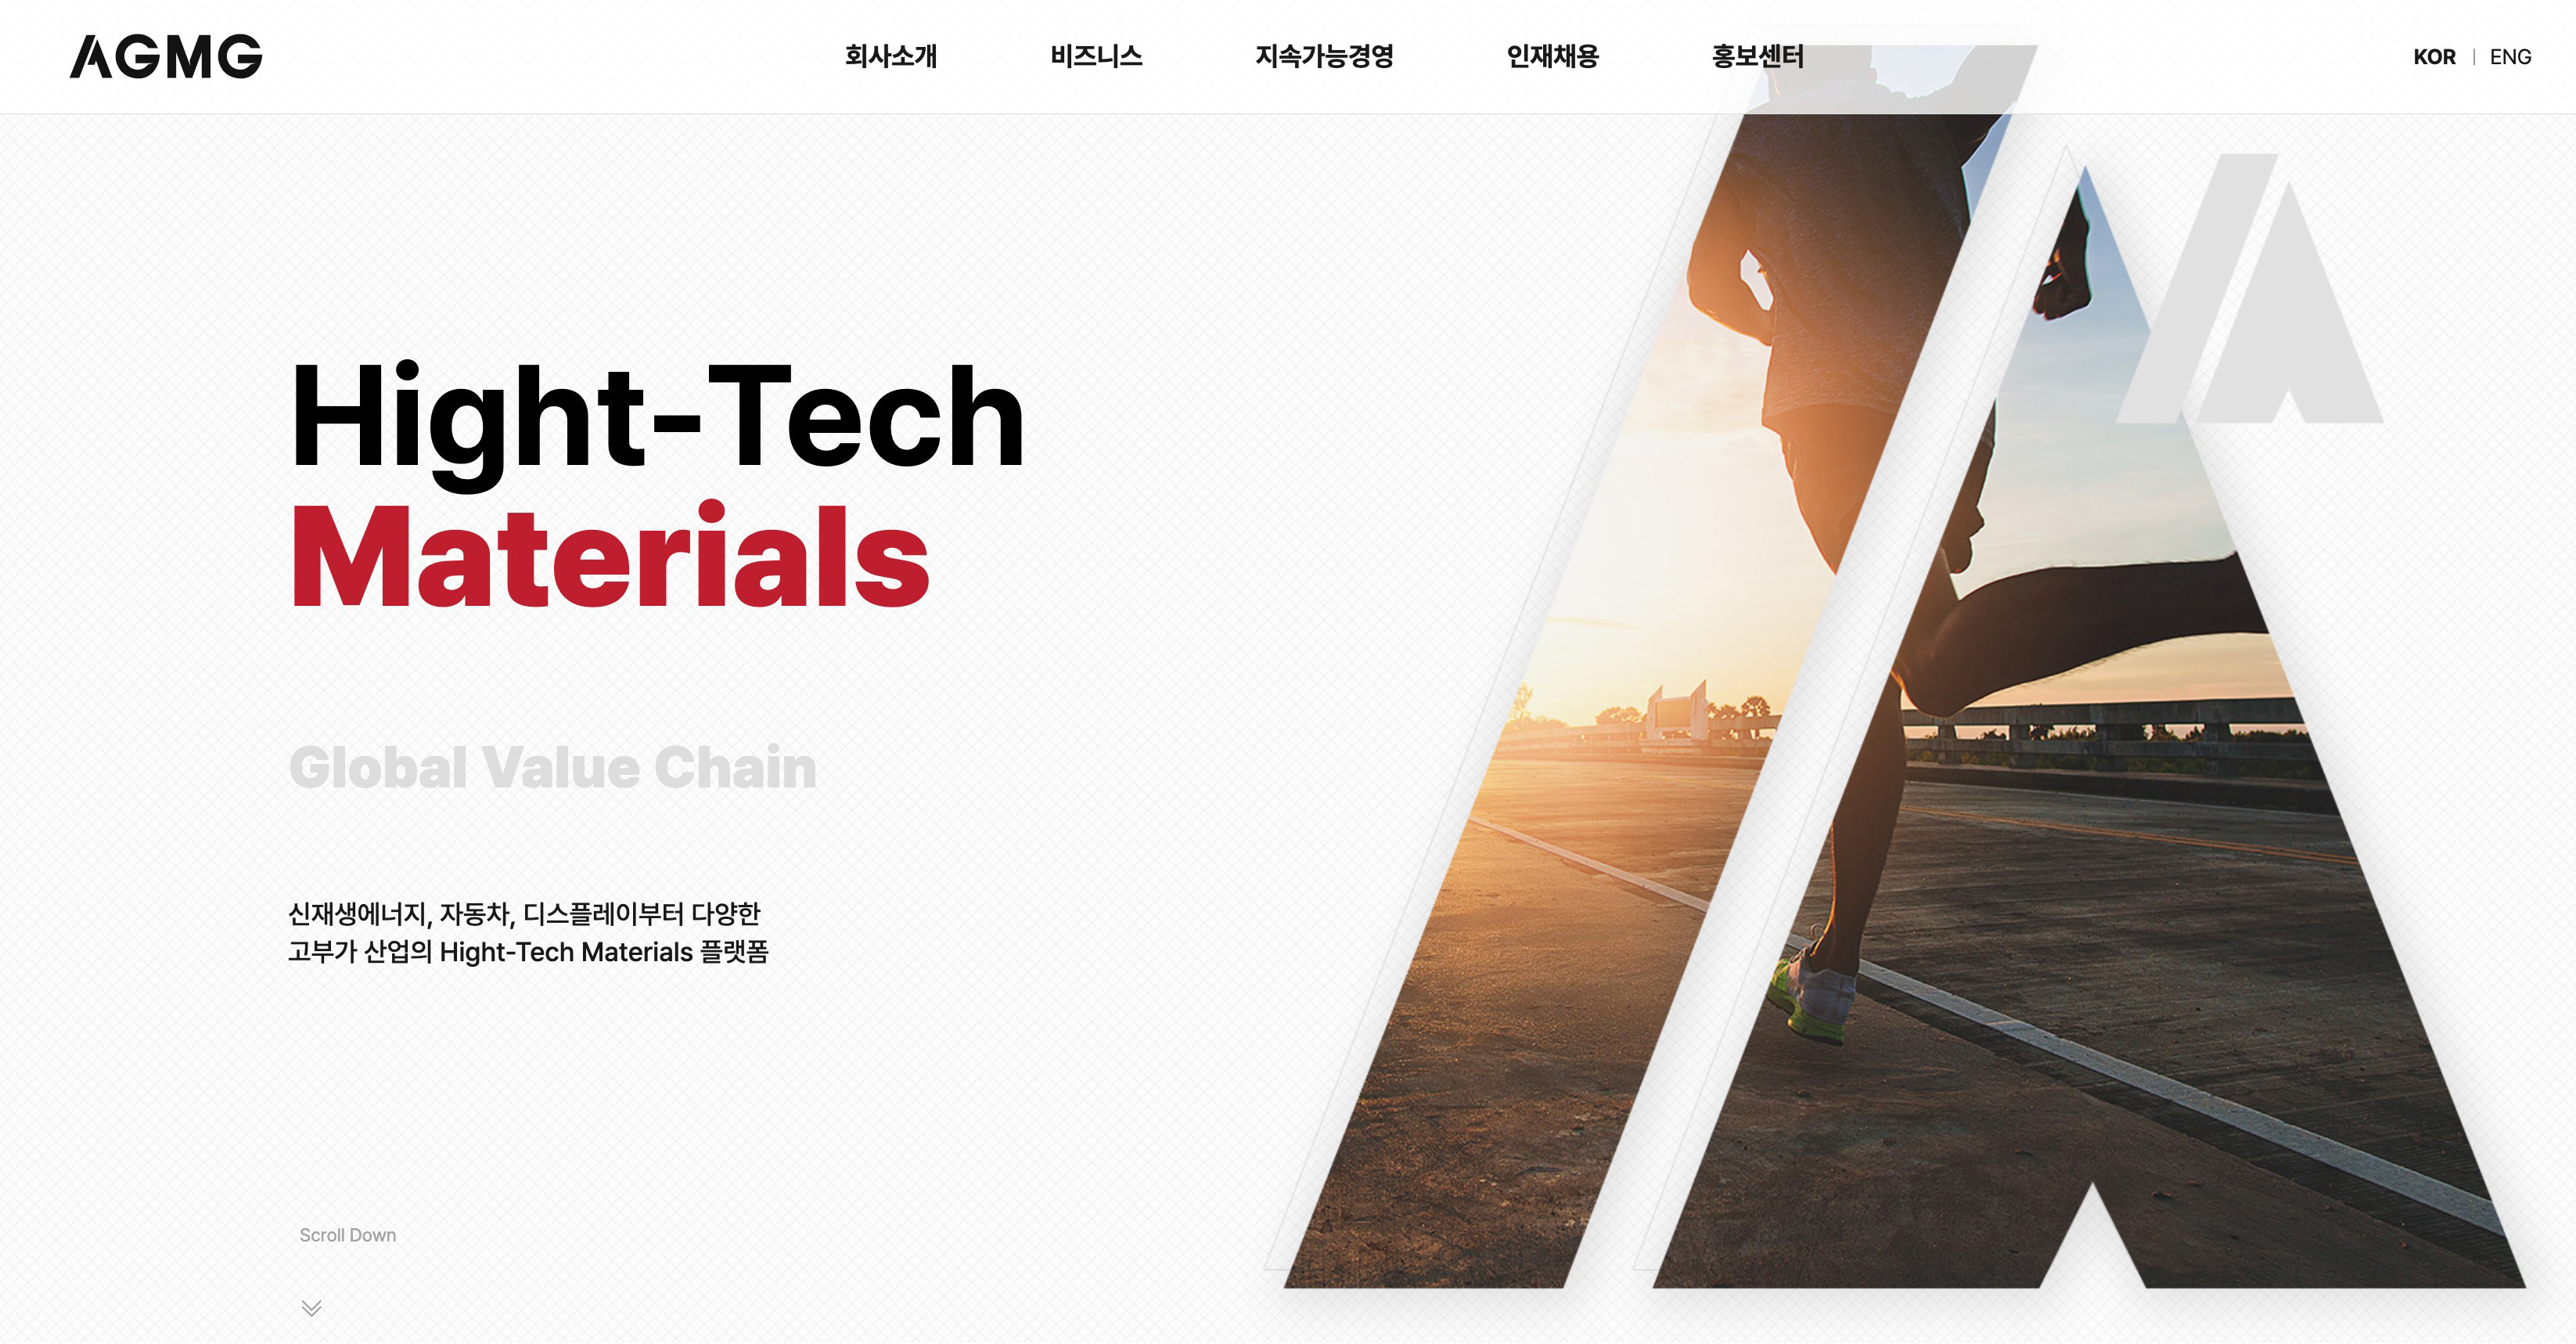 AGMG
회사소개
비즈니스
지속가능경영
인재채용
홍보센터
KOR | ENG
Hight-Tech
Materials
Global Value Chain
신재생에너지, 자동차, 디스플레이부터 다양한
고부가 산업의 Hight-Tech Materials 플랫폼
Scroll Down